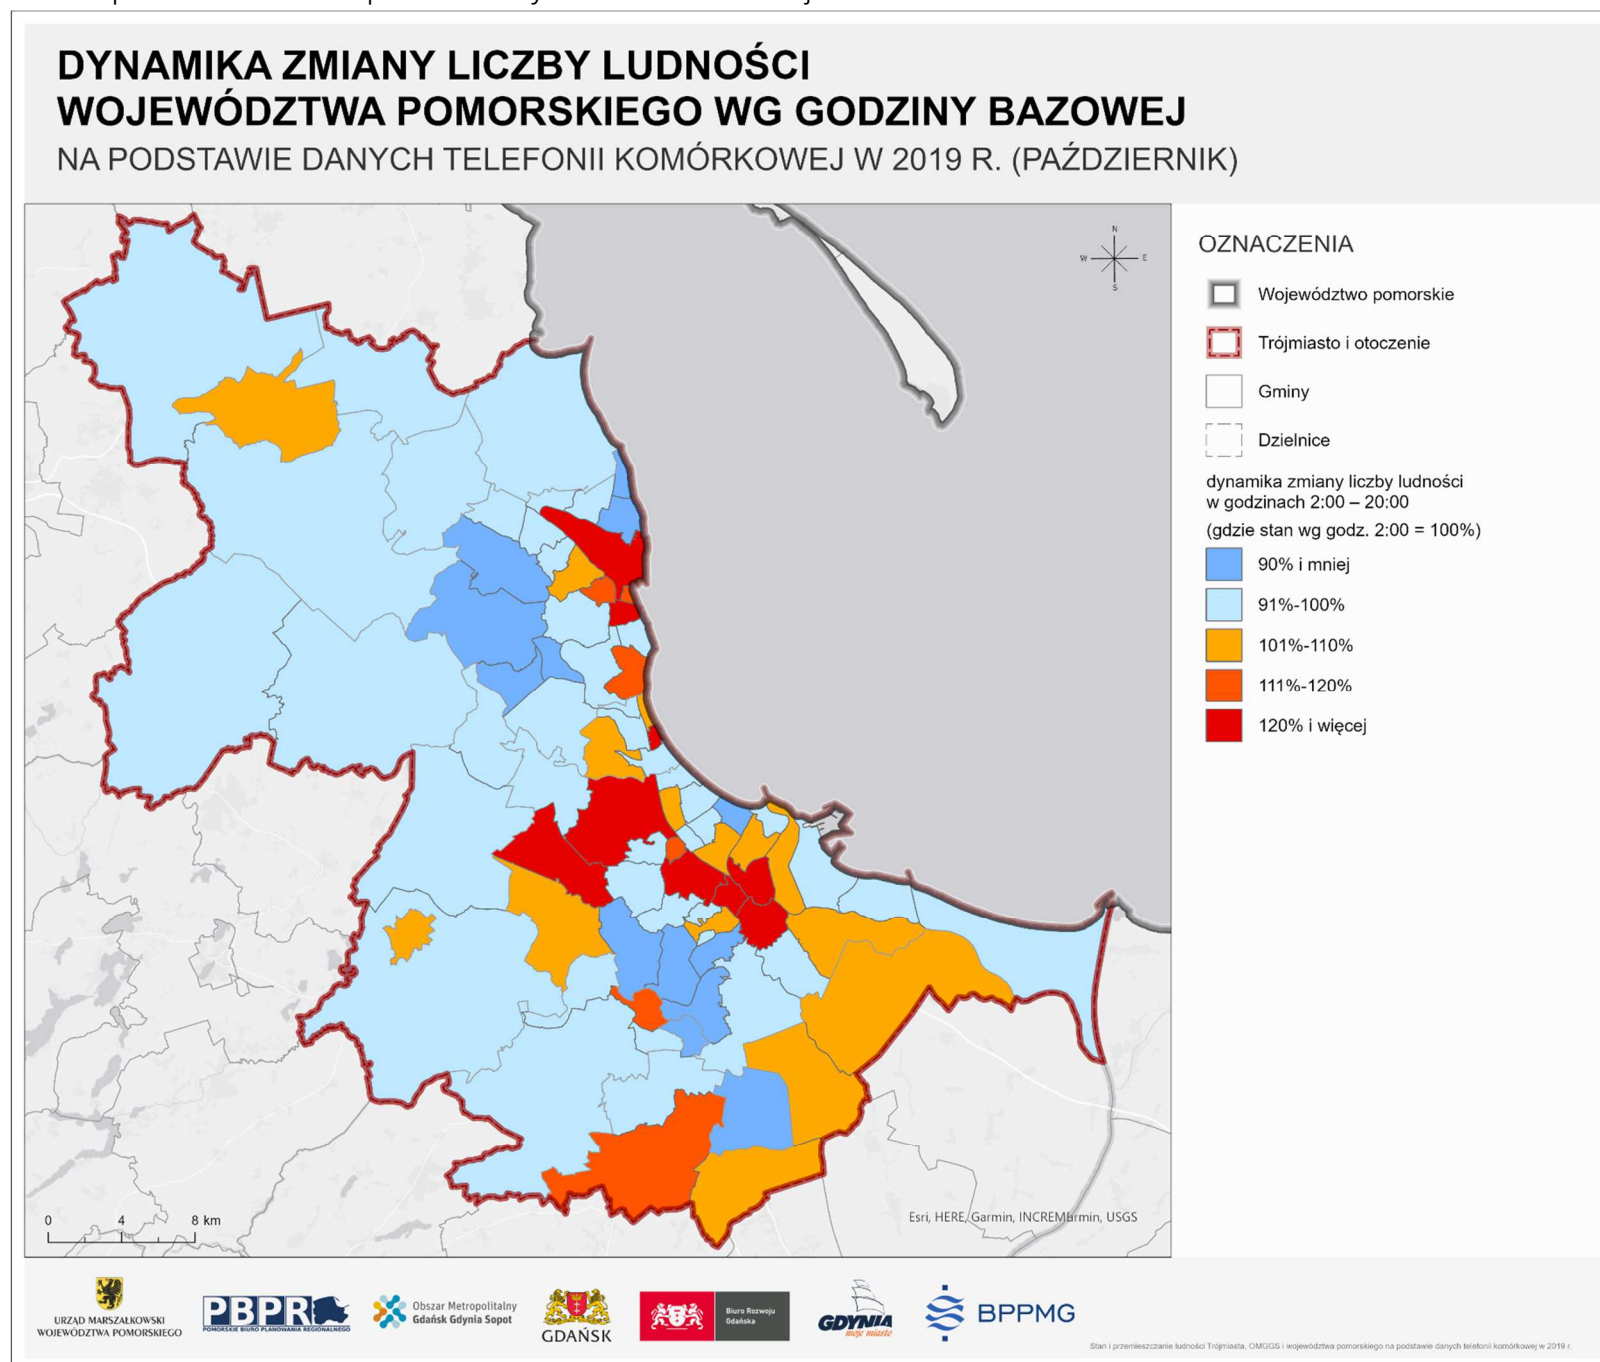 DYNAMIKA ZMIANY LICZBY LUDNOŚCI
WOJEWÓDZTWA POMORSKIEGO WG GODZINY BAZOWEJ
NA PODSTAWIE DANYCH TELEFONII KOMÓRKOWEJ W 2019 R. (PAŹDZIERNIK)
N
W E
S
OZNACZENIA
Województwo pomorskie
Trójmiasto i otoczenie
Gminy
Dzielnice
dynamika zmiany liczby ludności
w godzinach 2:00 – 20:00
(gdzie stan wg godz. 2:00 = 100%)
90% i mniej
91%-100%
101%-110%
111%-120%
120% i więcej
0 4 8 km
Esri, HERE, Garmin, INCREMarmin, USGS
URZĄD MARSZAŁKOWSKI
WOJEWÓDZTWA POMORSKIEGO
PBPR
POMORSKIE BIURO PLANOWANIA REGIONALNEGO
Obszar Metropolitalny
Gdańsk Gdynia Sopot
GDAŃSK
Biuro Rozwoju
Gdańska
GDYNIA
moje miasto
BPPMG
Stan i przemieszczanie ludności Trójmiasta, OMGGS i województwa pomorskiego na podstawie danych telefonii komórkowej w 2019 r.